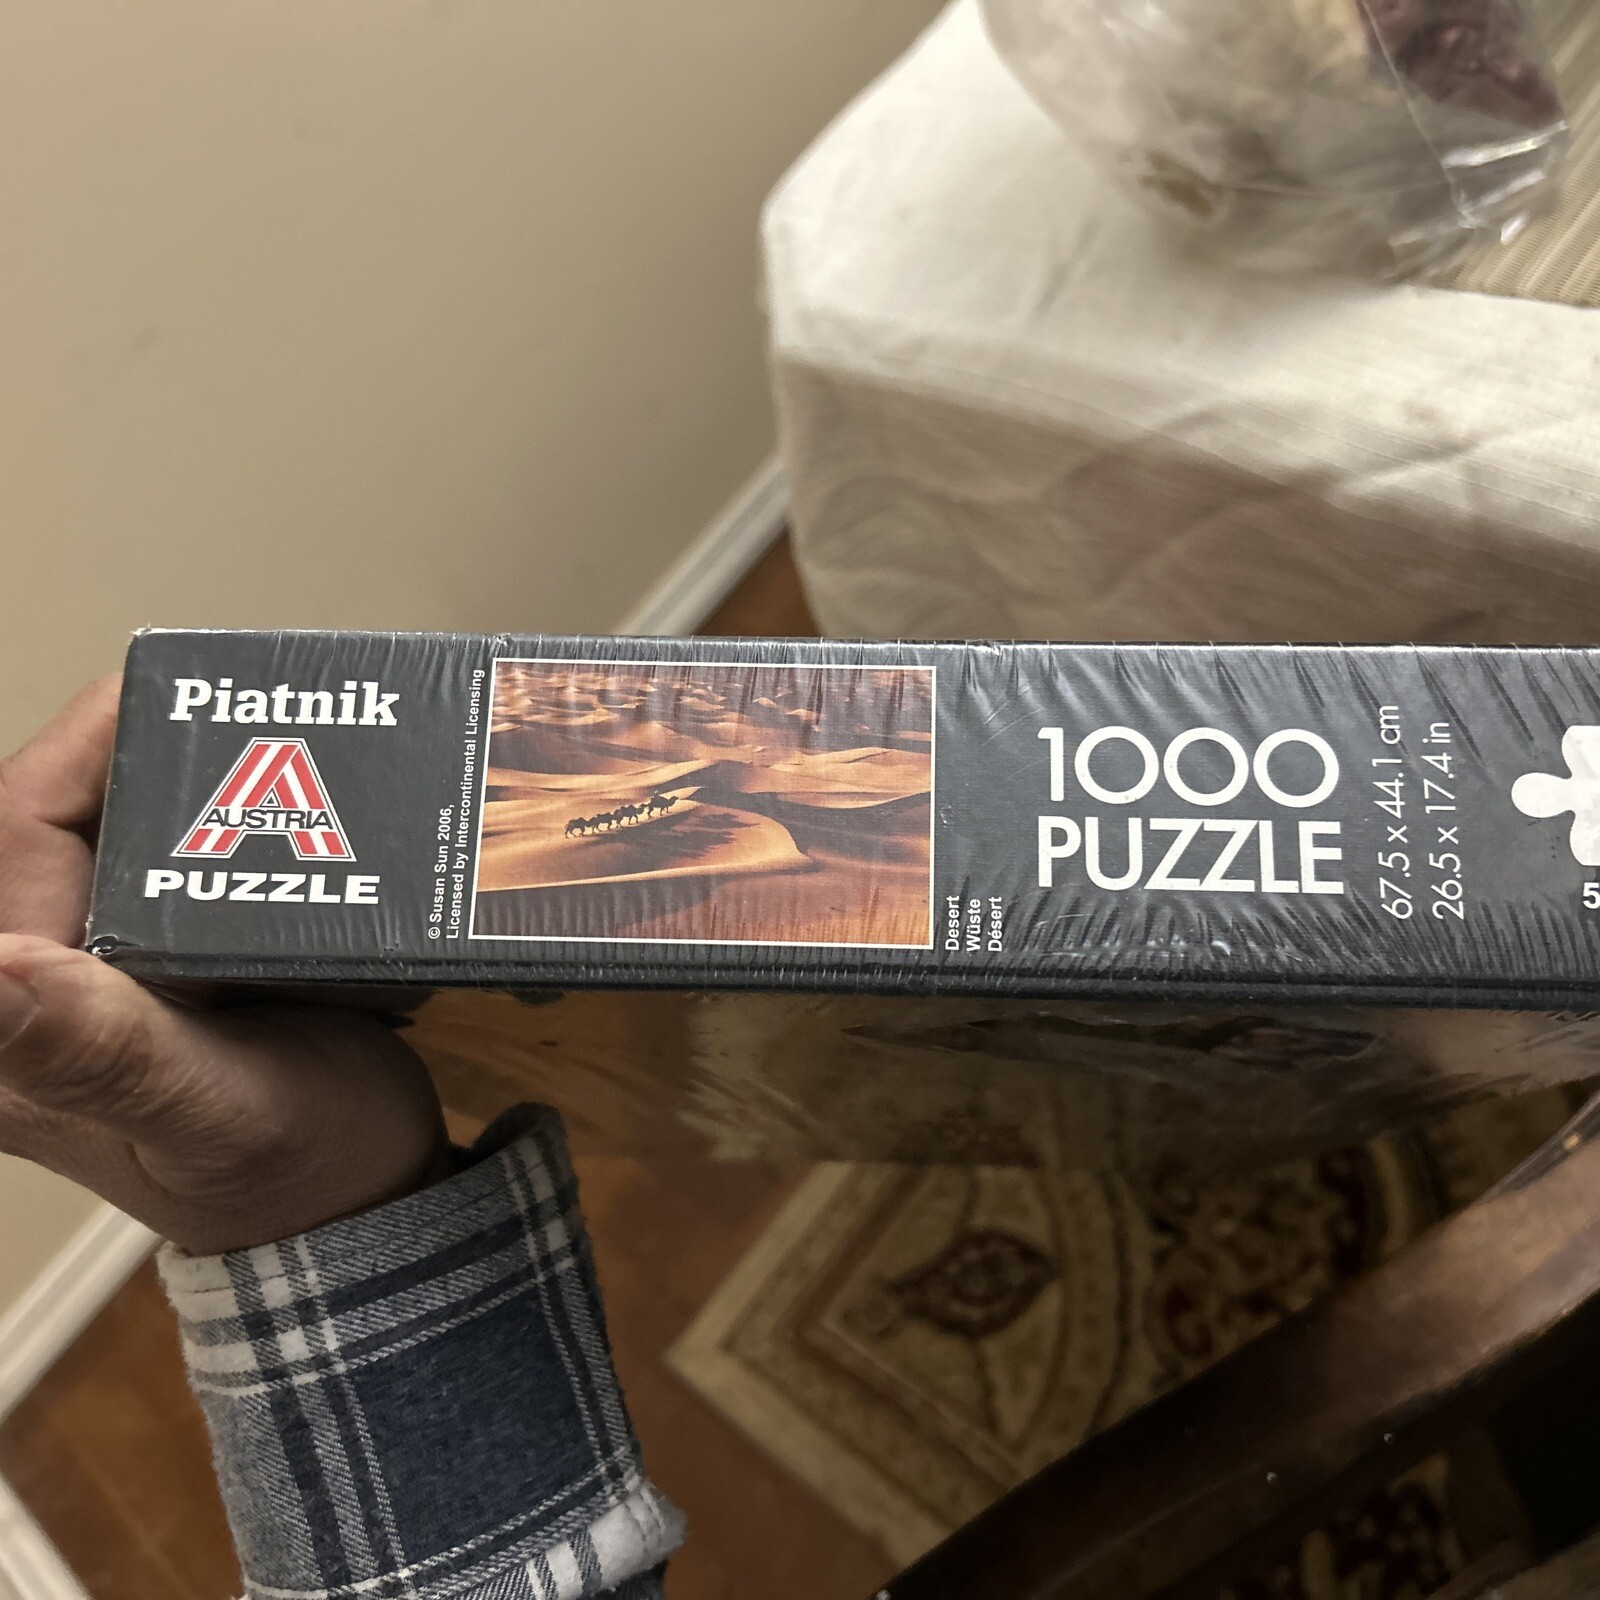 Piatnik
AUSTRIA
PUZZLE
© Susan Sun 2006,
Licensed by Intercontinental Licensing
Desert
Wüste
Désert
1000
PUZZLE
67.5 x 44.1 cm
26.5 x 17.4 in
5